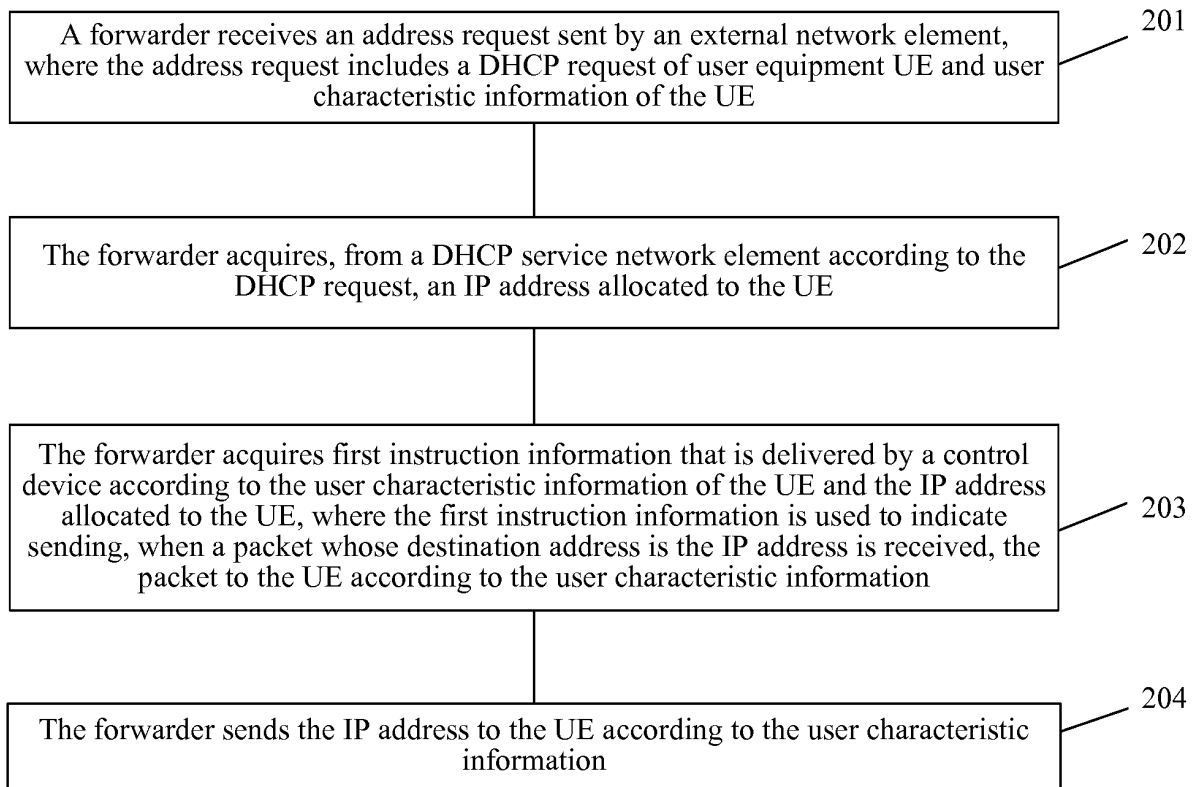 A forwarder receives an address request sent by an external network element,
where the address request includes a DHCP request of user equipment UE and user
characteristic information of the UE
201
The forwarder acquires, from a DHCP service network element according to the
DHCP request, an IP address allocated to the UE
202
The forwarder acquires first instruction information that is delivered by a control
device according to the user characteristic information of the UE and the IP address
allocated to the UE, where the first instruction information is used to indicate
sending, when a packet whose destination address is the IP address is received, the
packet to the UE according to the user characteristic information
203
The forwarder sends the IP address to the UE according to the user characteristic
information
204